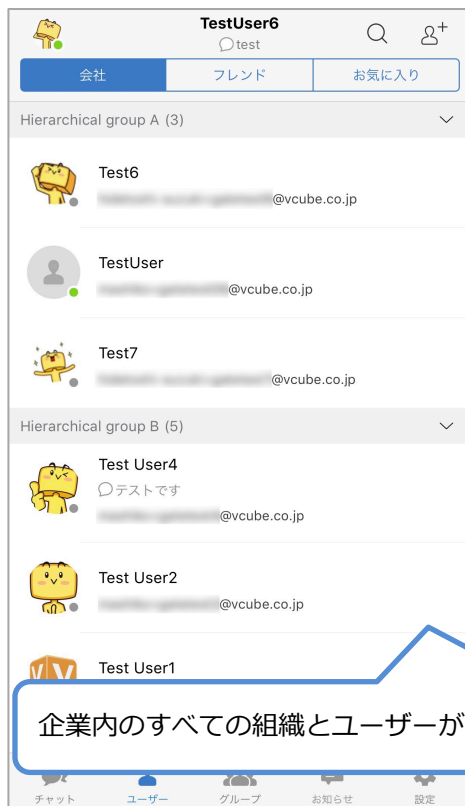 TestUser6
test
会社
フレンド
お気に入り
Hierarchical group A (3)
Test6
@vcube.co.jp
TestUser
@vcube.co.jp
Test7
@vcube.co.jp
Hierarchical group B (5)
Test User4
テストです
@vcube.co.jp
Test User2
@vcube.co.jp
Test User1
企業内のすべての組織とユーザーが
チャット
ユーザー
グループ
お知らせ
設定